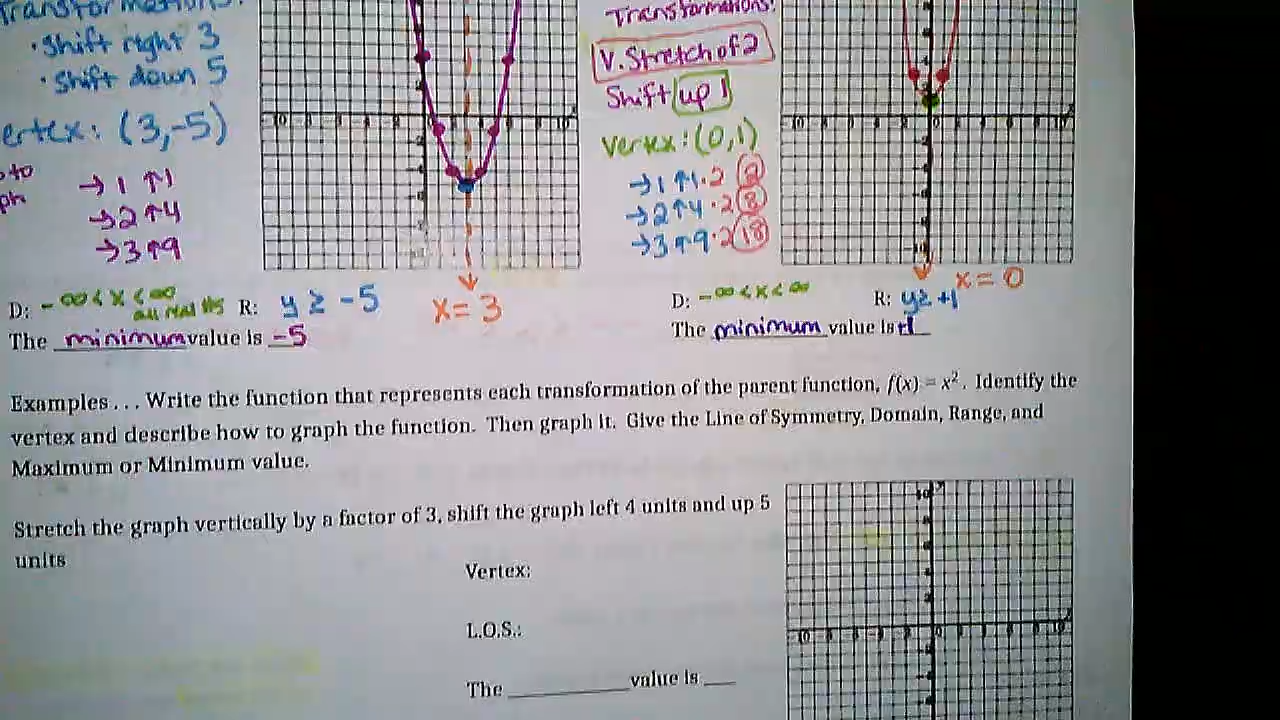 Transformations:
• Shift right 3
• Shift down 5
ertex: (3,-5)
→1 ↑1
→2 ↑4
→3 ↑9
D: -∞ < x < ∞
all real #s
R: y ≥ -5
x = 3
The minimum value is -5
Transformations:
V. Stretch of 2
Shift up 1
Vertex: (0,1)
→1 ↑1·2 2
→2 ↑4·2 8
→3 ↑9·2 18
x = 0
D: -∞ < x < ∞
R: y ≥ +1
The minimum value is +1
Examples . . . Write the function that represents each transformation of the parent function, f(x) = x². Identify the
vertex and describe how to graph the function. Then graph it. Give the Line of Symmetry, Domain, Range, and
Maximum or Minimum value.
Stretch the graph vertically by a factor of 3, shift the graph left 4 units and up 5
units
Vertex:
L.O.S.:
The __________ value is ___